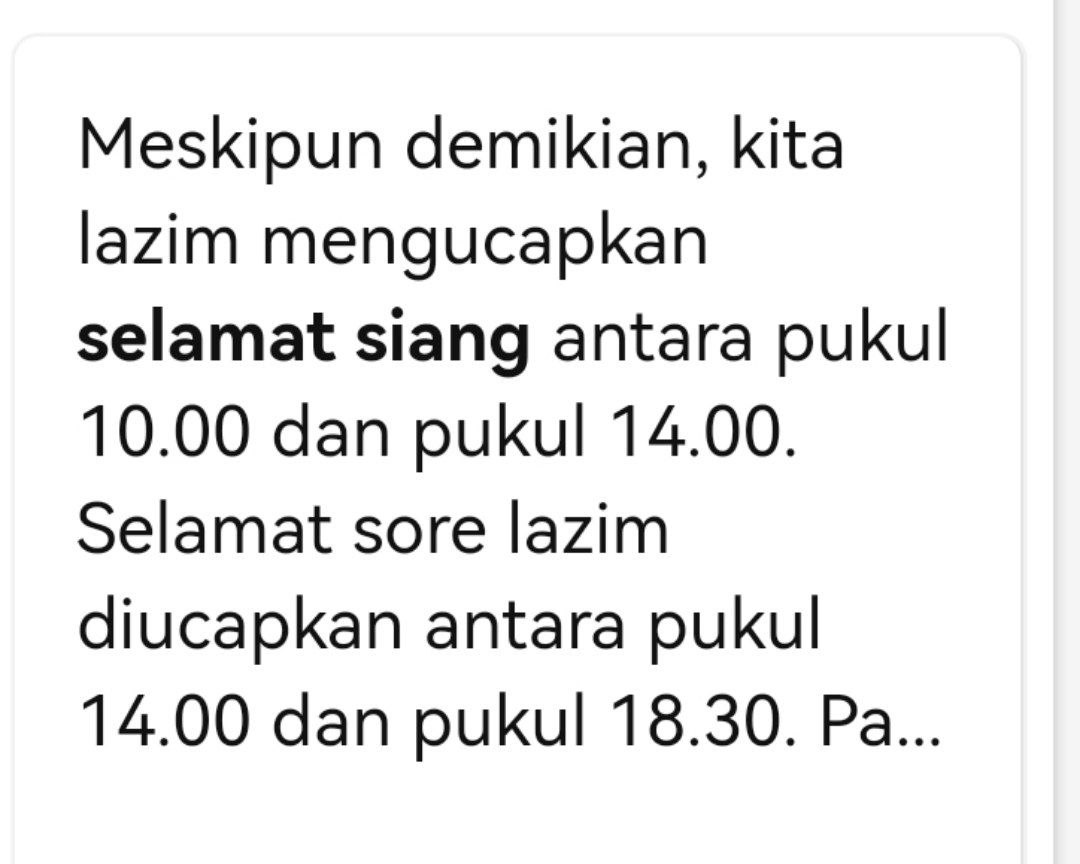 Meskipun demikian, kita
lazim mengucapkan
selamat siang antara pukul
10.00 dan pukul 14.00.
Selamat sore lazim
diucapkan antara pukul
14.00 dan pukul 18.30. Pa...